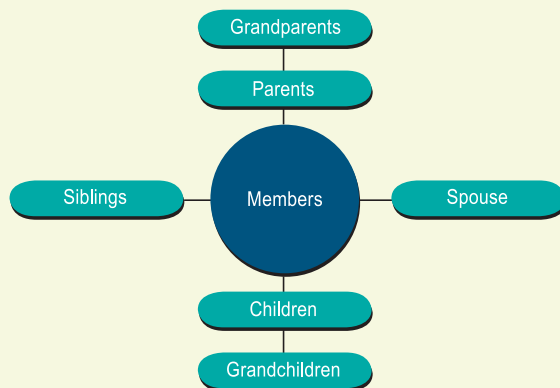 Grandparents
Parents
Siblings
Members
Spouse
Children
Grandchildren